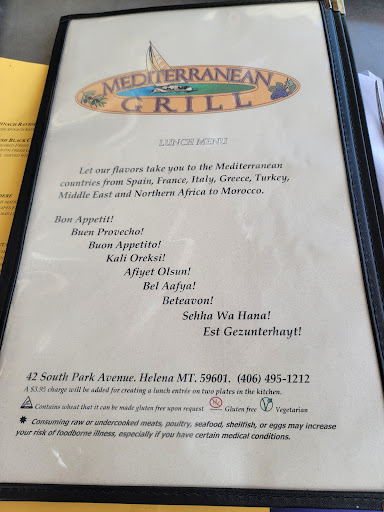 MEDITERRANEAN
GRILL
LUNCH MENU
Let our flavors take you to the Mediterranean
countries from Spain, France, Italy, Greece, Turkey,
Middle East and Northern Africa to Morocco.
Bon Appetit!
Buen Provecho!
Buon Appetito!
Kali Oreksi!
Afiyet Olsun!
Bel Aafya!
Beteavon!
Sehha Wa Hana!
Est Gezunterhayt!
42 South Park Avenue. Helena MT. 59601. (406) 495-1212
A $3.95 charge will be added for creating a lunch entrée on two plates in the kitchen.
Contains wheat that it can be made gluten free upon request Gluten free V Vegetarian
✷ Consuming raw or undercooked meats, poultry, seafood, shellfish, or eggs may increase
your risk of foodborne illness, especially if you have certain medical conditions.